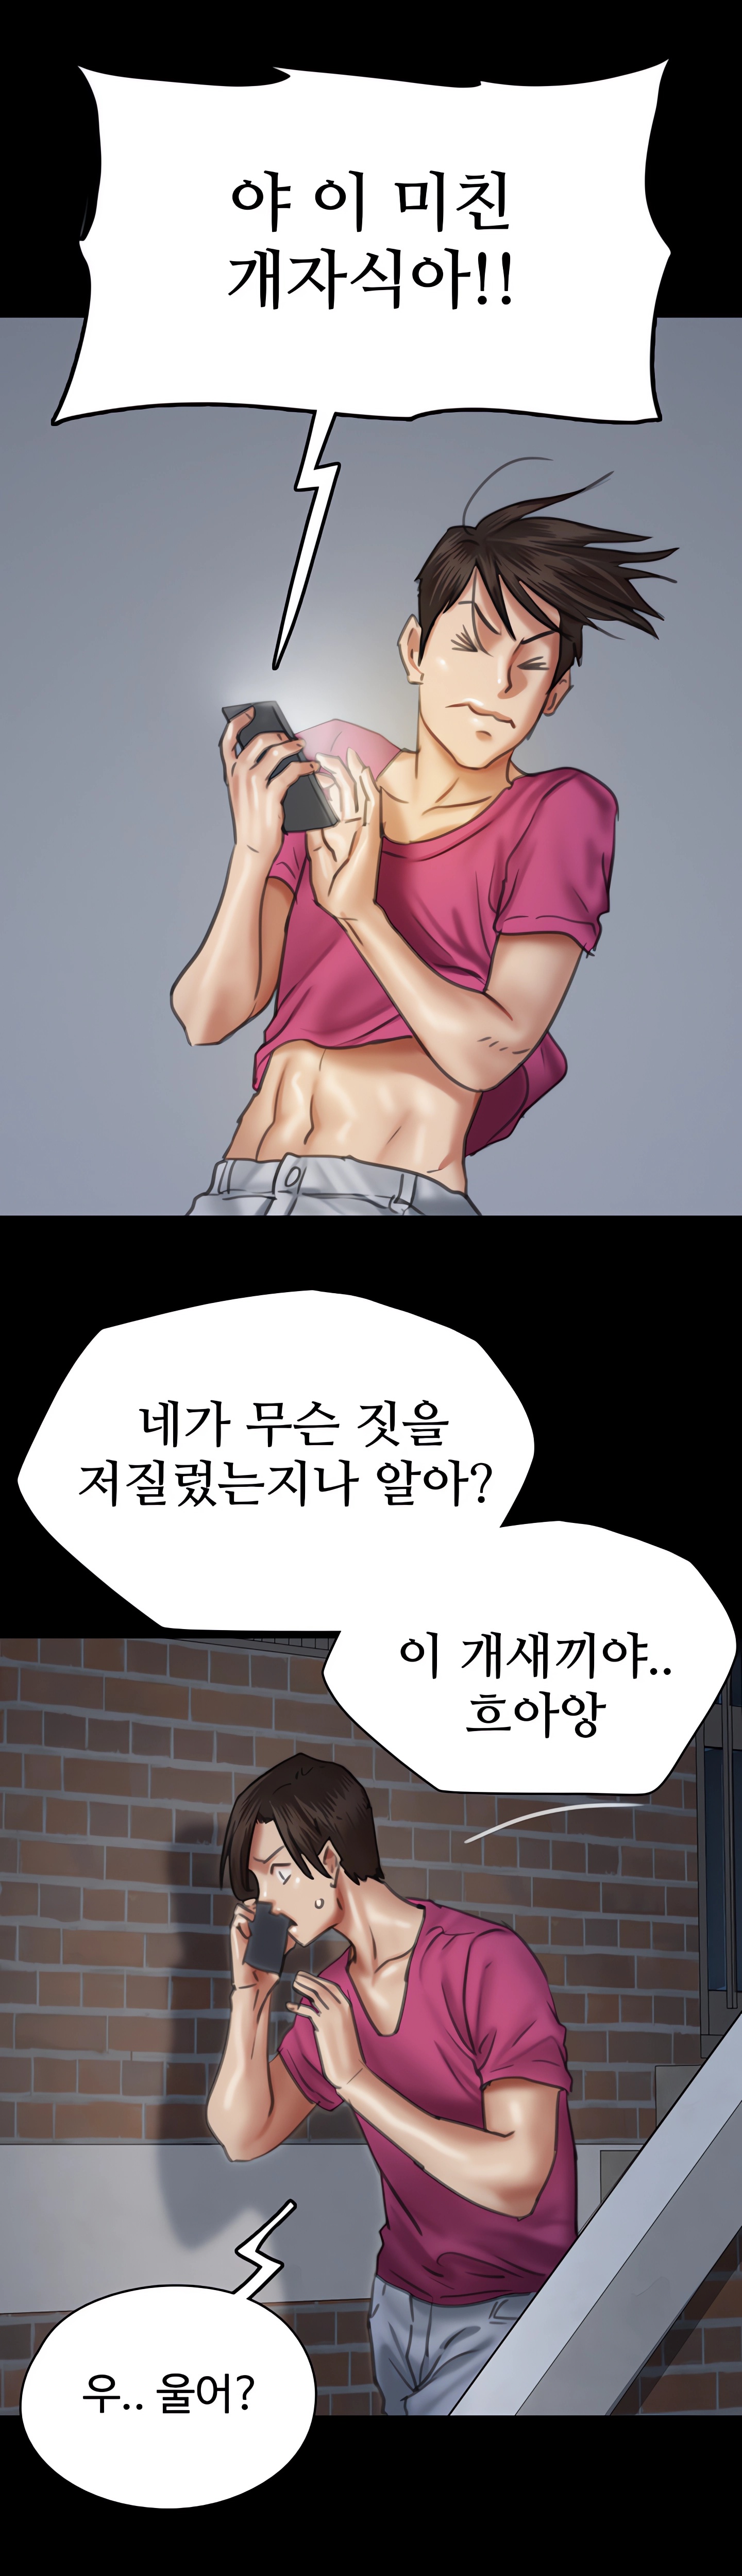 야 이 미친
개자식아!!
네가 무슨 짓을
저질렀는지나 알아?
이 개새끼야..
흐아앙
우.. 울어?